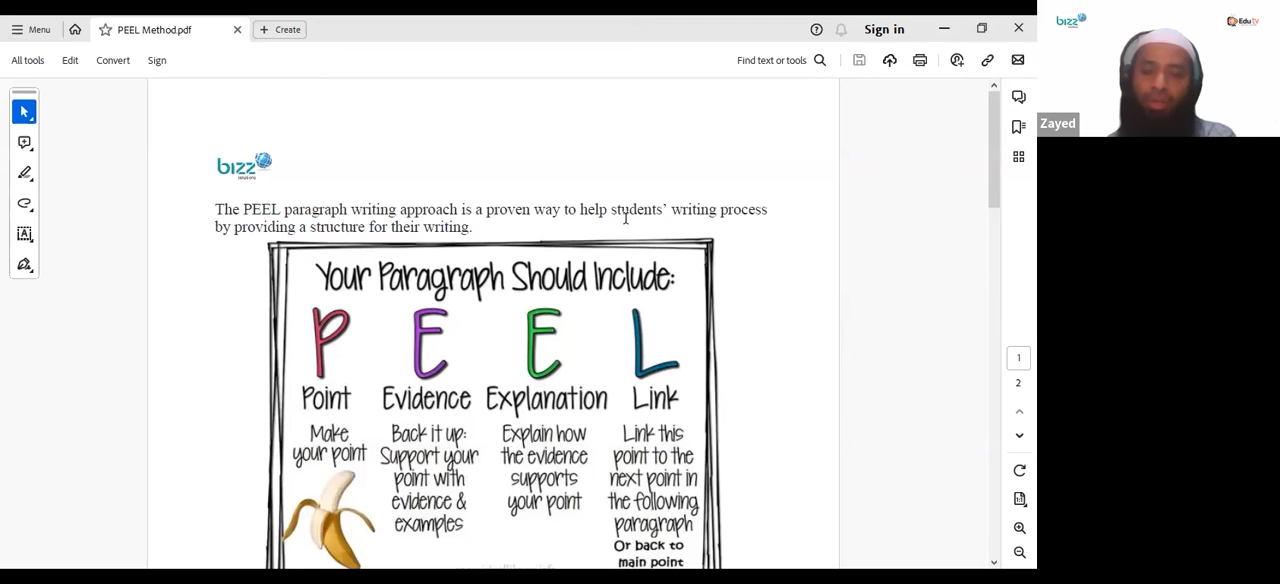 Menu
PEEL Method.pdf
Create
Sign in
All tools
Edit
Convert
Sign
Find text or tools
bizz
solutions
The PEEL paragraph writing approach is a proven way to help students’ writing process
by providing a structure for their writing.
Your Paragraph Should Include:
P
E
E
L
Point
Evidence
Explanation
Link
Make
your point
Back it up:
Support your
point with
evidence &
examples
Explain how
the evidence
supports
your point
Link this
point to the
next point in
the following
paragraph
Or back to
main point
1
2
bizz
Edu tv
Zayed